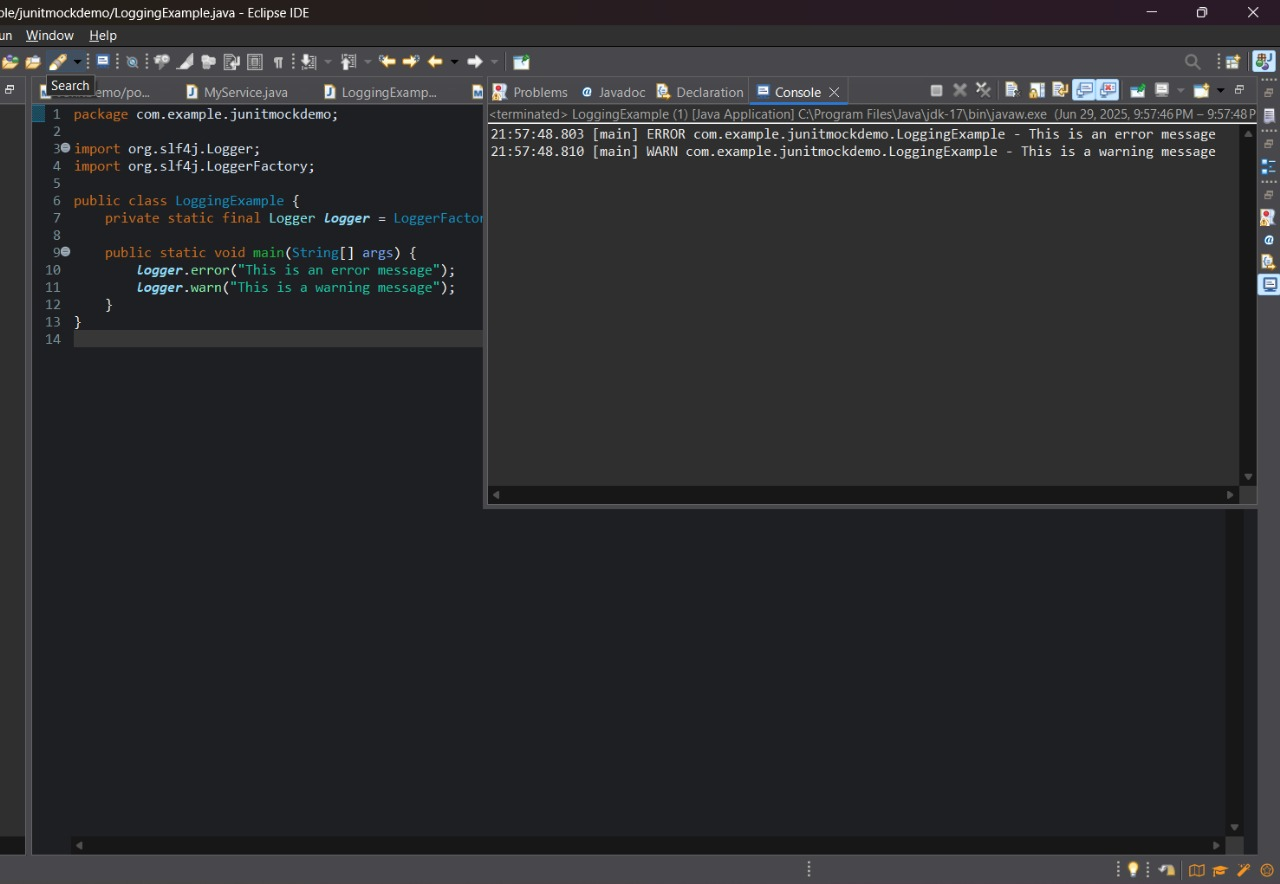 ole/junitmockdemo/LoggingExample.java - Eclipse IDE
un Window Help
Search
emo/po... MyService.java LoggingExamp...
Problems Javadoc Declaration Console
<terminated> LoggingExample (1) [Java Application] C:\Program Files\Java\jdk-17\bin\javaw.exe (Jun 29, 2025, 9:57:46 PM – 9:57:48 P
21:57:48.803 [main] ERROR com.example.junitmockdemo.LoggingExample - This is an error message
21:57:48.810 [main] WARN com.example.junitmockdemo.LoggingExample - This is a warning message
1 package com.example.junitmockdemo;
2
3 import org.slf4j.Logger;
4 import org.slf4j.LoggerFactory;
5
6 public class LoggingExample {
7 private static final Logger logger = LoggerFactor
8
9 public static void main(String[] args) {
10 logger.error("This is an error message");
11 logger.warn("This is a warning message");
12 }
13 }
14